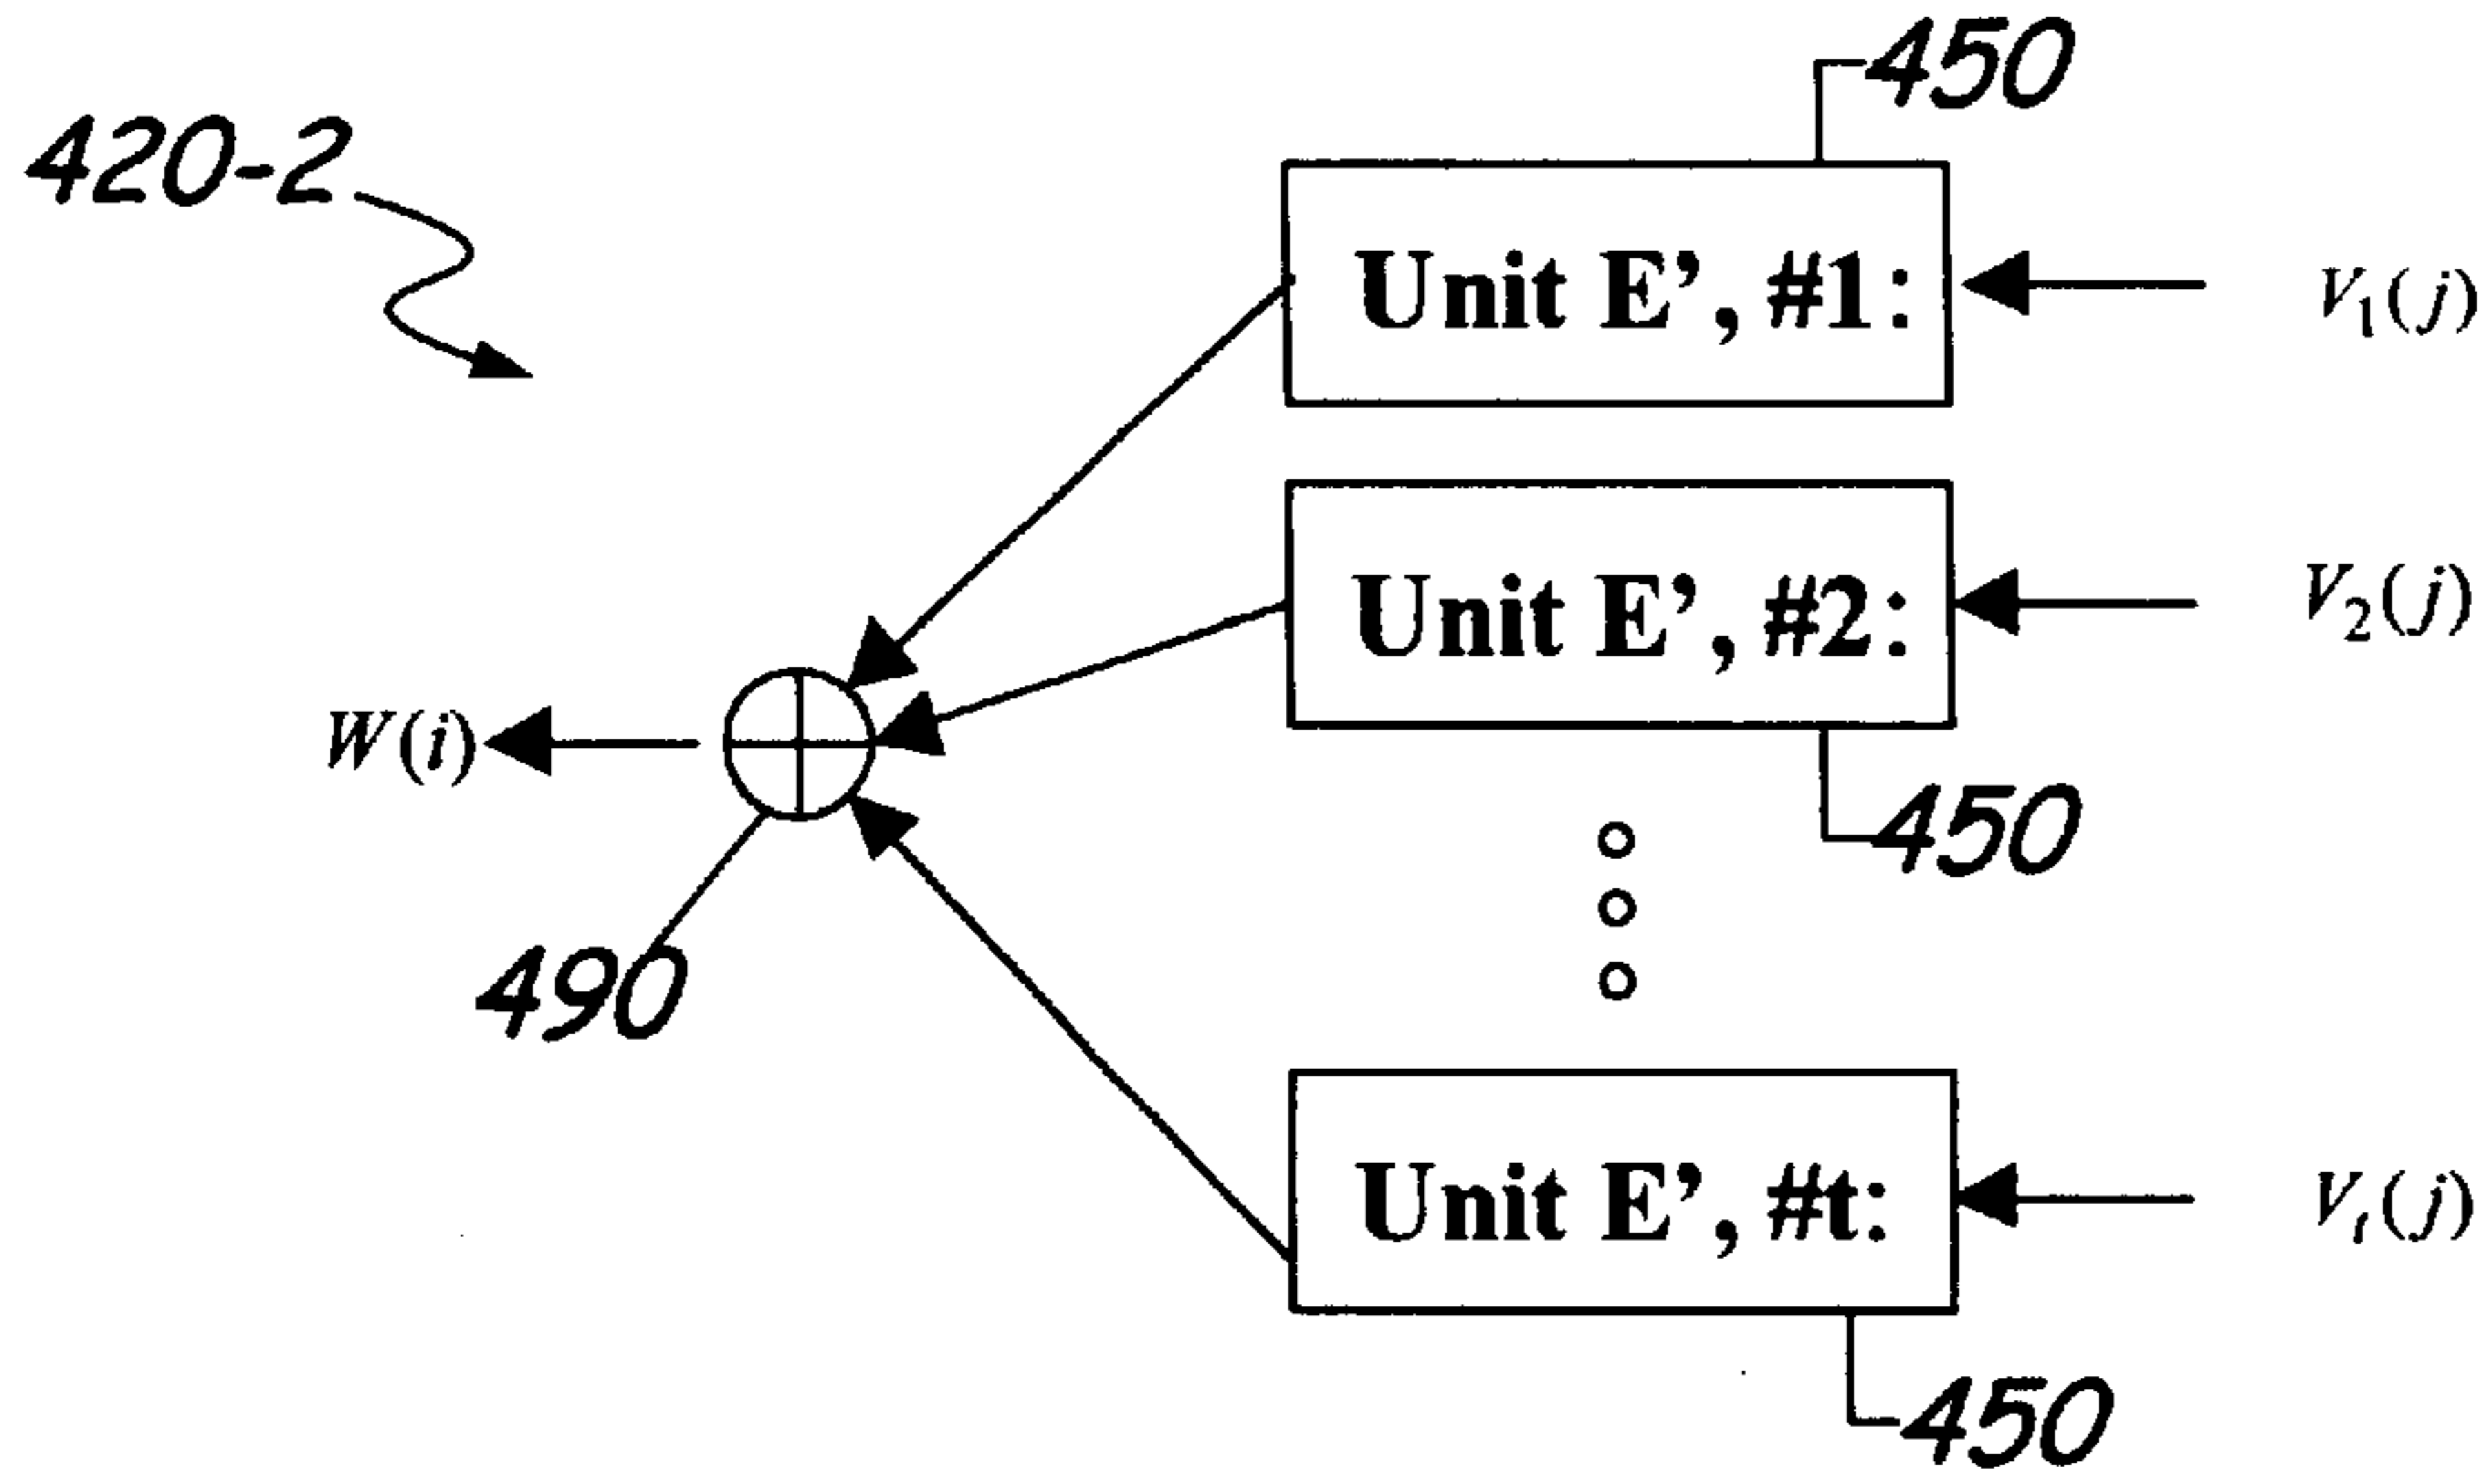 450
420-2
Unit E’, #1:
V₁(j)
Unit E’, #2:
V₂(j)
W(i)
450
490
Unit E’, #t:
Vₜ(j)
450